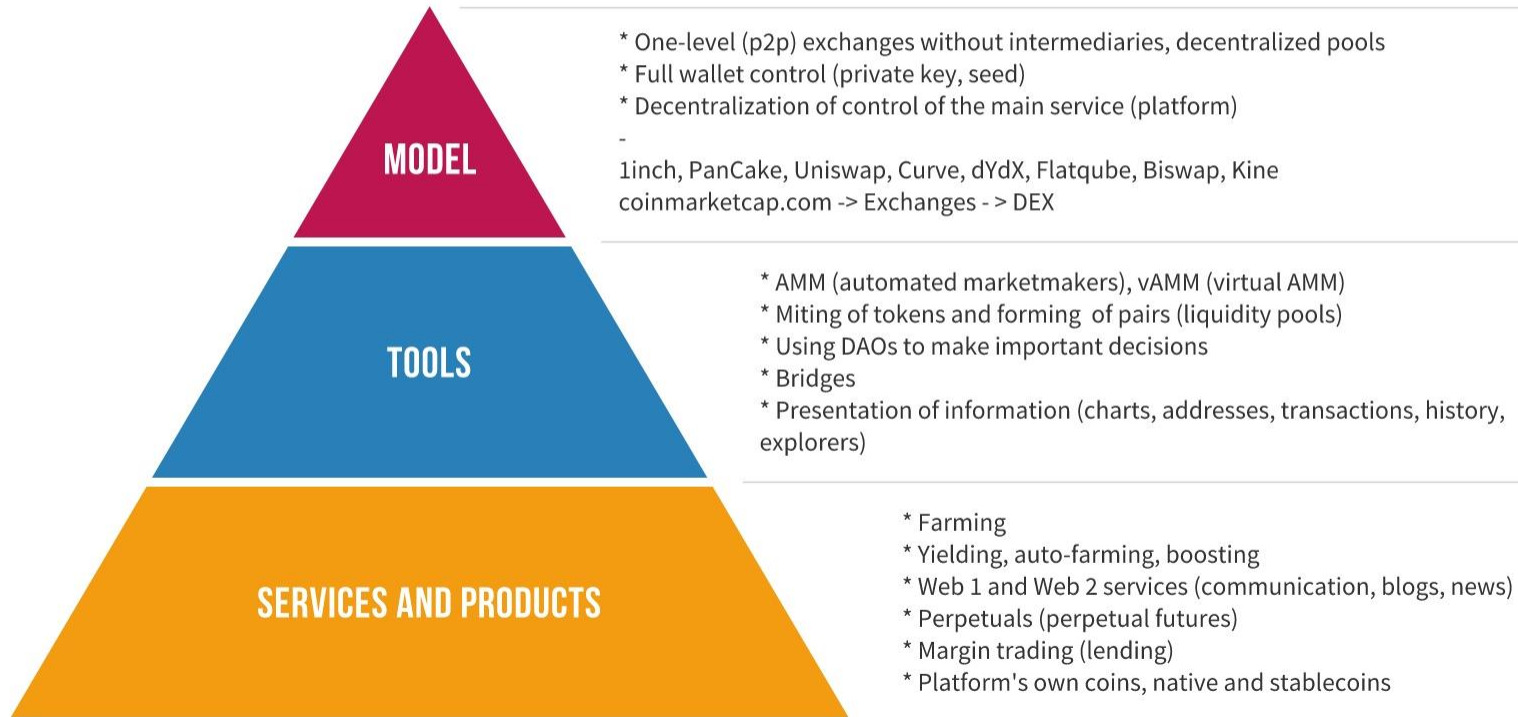 MODEL
* One-level (p2p) exchanges without intermediaries, decentralized pools
* Full wallet control (private key, seed)
* Decentralization of control of the main service (platform)
-
1inch, PanCake, Uniswap, Curve, dYdX, Flatqube, Biswap, Kine
coinmarketcap.com -> Exchanges - > DEX
TOOLS
* AMM (automated marketmakers), vAMM (virtual AMM)
* Miting of tokens and forming  of pairs (liquidity pools)
* Using DAOs to make important decisions
* Bridges
* Presentation of information (charts, addresses, transactions, history,
explorers)
SERVICES AND PRODUCTS
* Farming
* Yielding, auto-farming, boosting
* Web 1 and Web 2 services (communication, blogs, news)
* Perpetuals (perpetual futures)
* Margin trading (lending)
* Platform's own coins, native and stablecoins